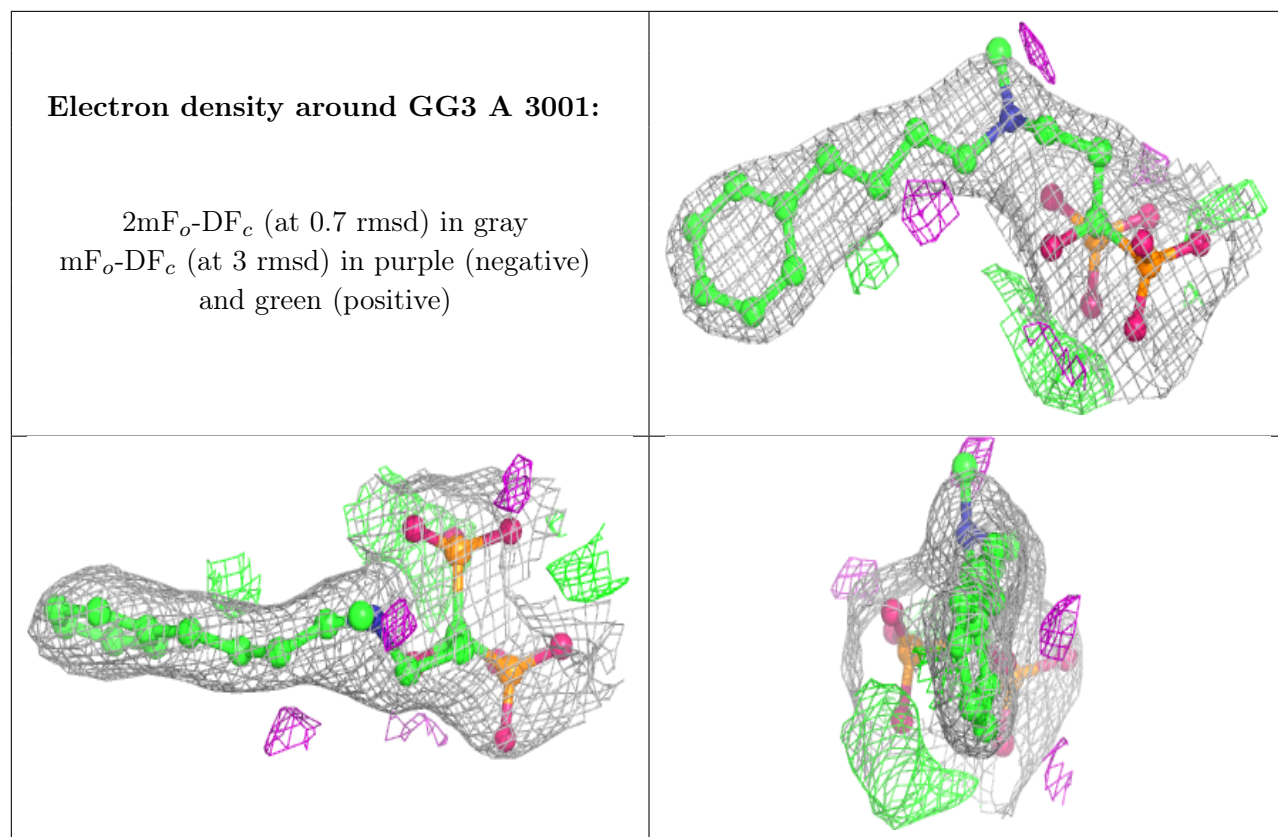 Electron density around GG3 A 3001:
2mFo-DFc (at 0.7 rmsd) in gray
mFo-DFc (at 3 rmsd) in purple (negative)
and green (positive)